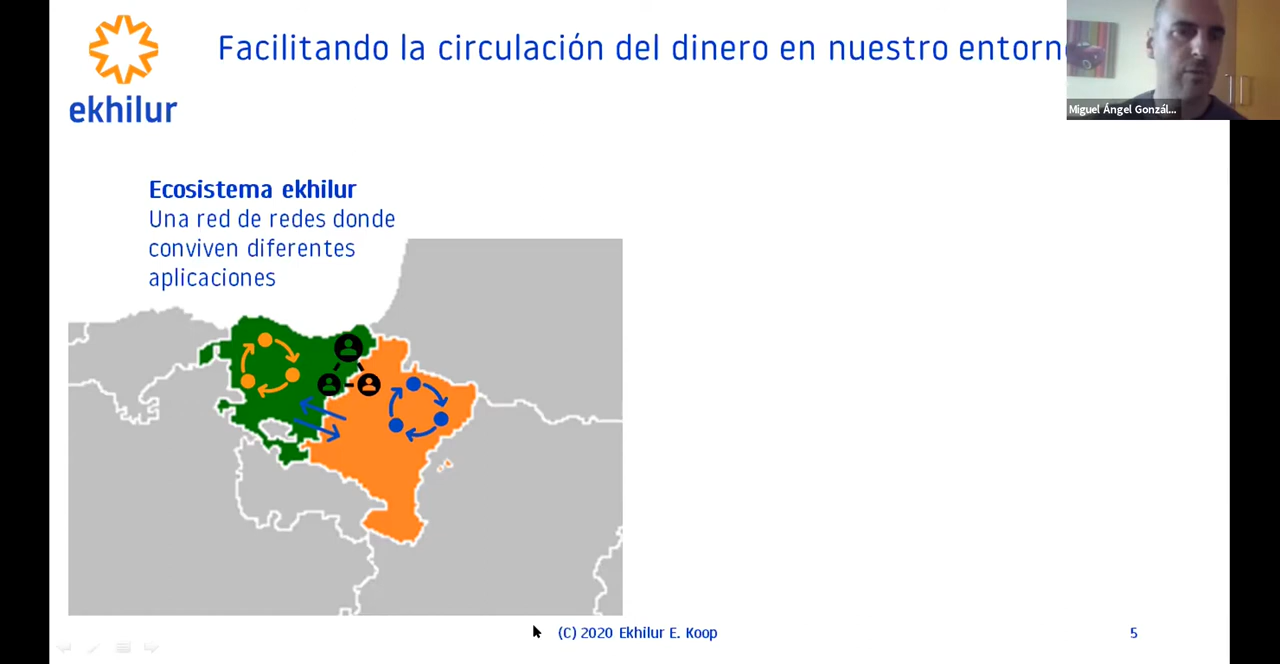 ekhilur
Facilitando la circulación del dinero en nuestro entorno
Miguel Ángel Gonzál...
Ecosistema ekhilur
Una red de redes donde
conviven diferentes
aplicaciones
(C) 2020 Ekhilur E. Koop
5